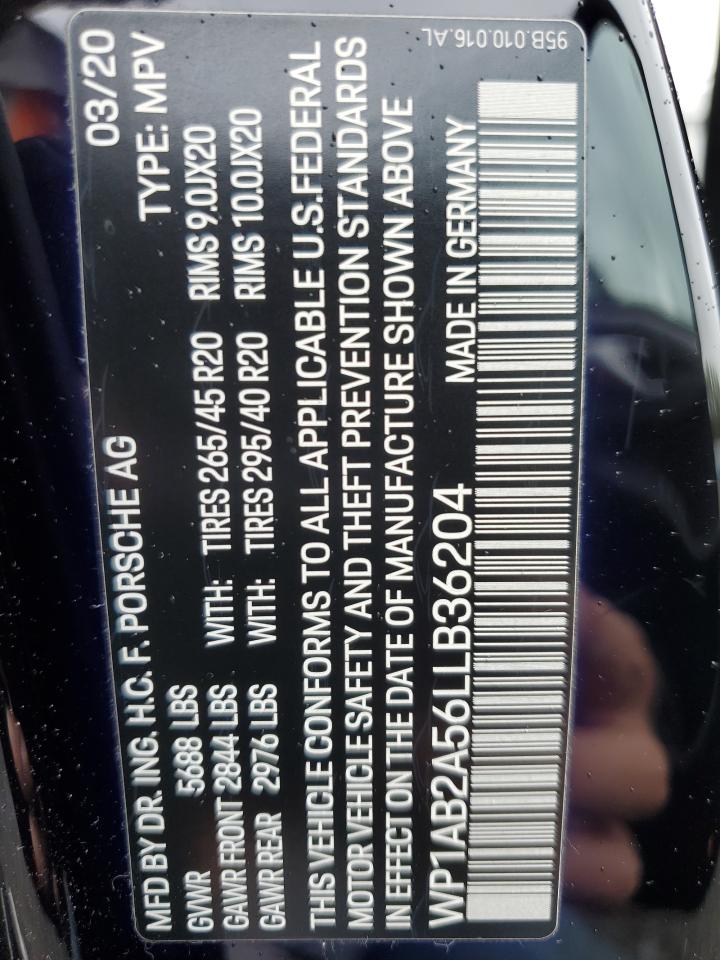 MFD BY DR. ING. H.C. F. PORSCHE AG 03/20
GVWR 5688 LBS TYPE: MPV
GAWR FRONT 2844 LBS WITH: TIRES 265/45 R20 RIMS 9.0JX20
GAWR REAR 2976 LBS WITH: TIRES 295/40 R20 RIMS 10.0JX20
THIS VEHICLE CONFORMS TO ALL APPLICABLE U.S.FEDERAL
MOTOR VEHICLE SAFETY AND THEFT PREVENTION STANDARDS
IN EFFECT ON THE DATE OF MANUFACTURE SHOWN ABOVE
WP1AB2A56LLB36204 MADE IN GERMANY
95B.010.016.AL